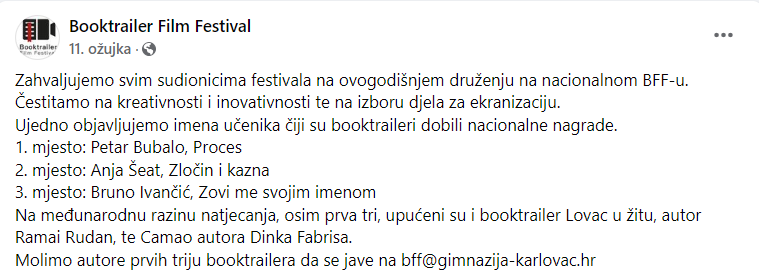 Booktrailer Film Festival
11. ožujka
Booktrailer
Film Festival
Zahvaljujemo svim sudionicima festivala na ovogodišnjem druženju na nacionalnom BFF-u.
Čestitamo na kreativnosti i inovativnosti te na izboru djela za ekranizaciju.
Ujedno objavljujemo imena učenika čiji su booktraileri dobili nacionalne nagrade.
1. mjesto: Petar Bubalo, Proces
2. mjesto: Anja Šeat, Zločin i kazna
3. mjesto: Bruno Ivančić, Zovi me svojim imenom
Na međunarodnu razinu natjecanja, osim prva tri, upućeni su i booktrailer Lovac u žitu, autor
Ramai Rudan, te Camao autora Dinka Fabrisa.
Molimo autore prvih triju booktrailera da se jave na bff@gimnazija-karlovac.hr